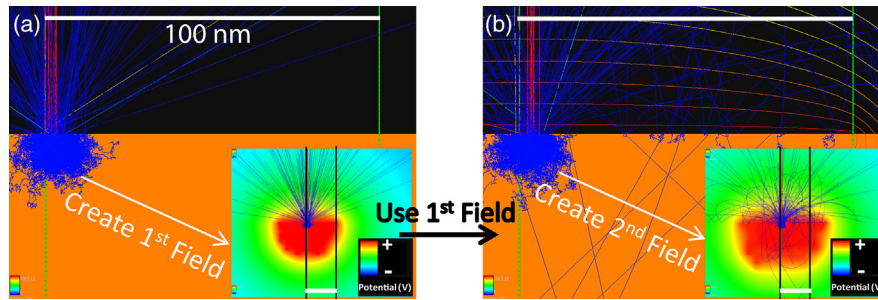 (a)
100 nm
Create 1st Field
+
-
Potential (V)
Use 1st Field
(b)
Create 2nd Field
+
-
Potential (V)